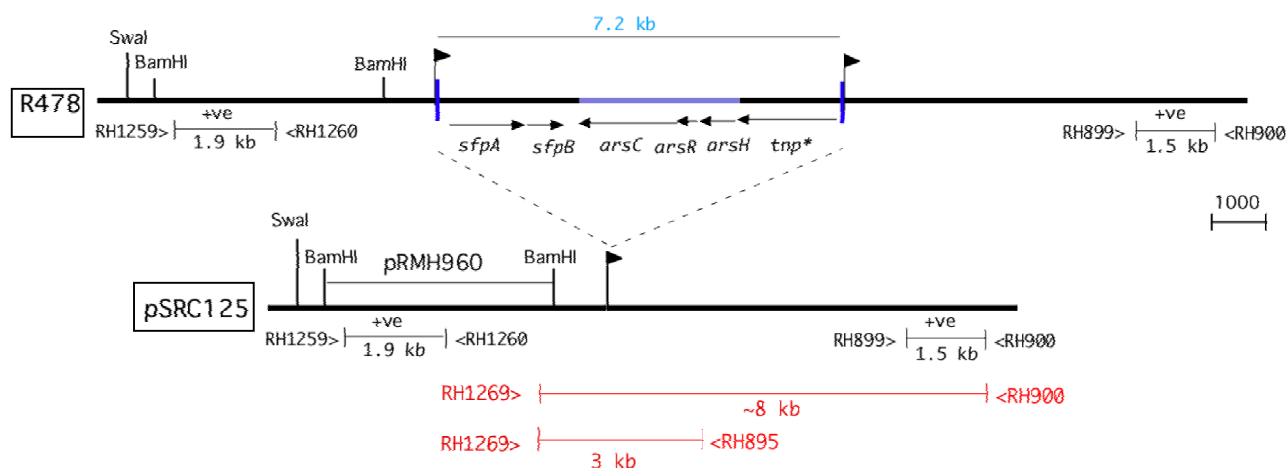 7.2 kb
SwaI
BamHI
BamHI
R478
+ve
RH1259>
1.9 kb
<RH1260
sfpA
sfpB
arsC
arsR
arsH
tnp*
+ve
RH899>
1.5 kb
<RH900
1000
SwaI
BamHI
pRMH960
BamHI
pSRC125
+ve
RH1259>
1.9 kb
<RH1260
+ve
RH899>
1.5 kb
<RH900
RH1269>
~8 kb
<RH900
RH1269>
3 kb
<RH895